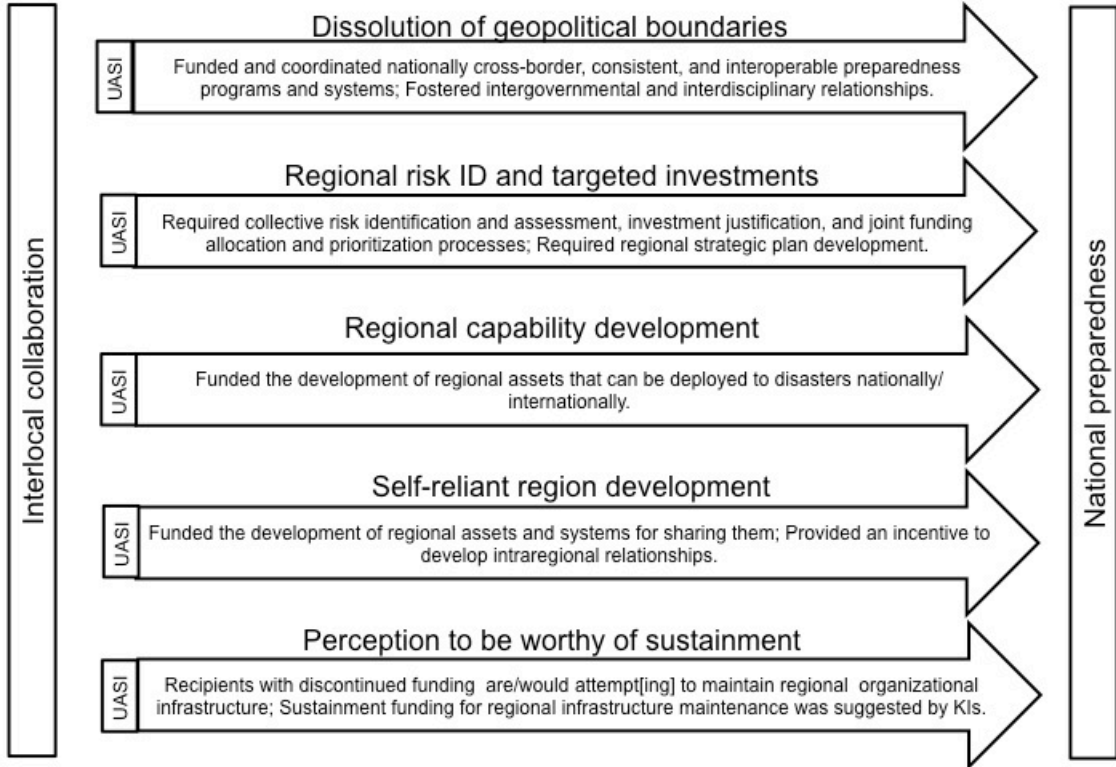 Interlocal collaboration
Dissolution of geopolitical boundaries
UASI
Funded and coordinated nationally cross-border, consistent, and interoperable preparedness
programs and systems; Fostered intergovernmental and interdisciplinary relationships.
Regional risk ID and targeted investments
UASI
Required collective risk identification and assessment, investment justification, and joint funding
allocation and prioritization processes; Required regional strategic plan development.
Regional capability development
UASI
Funded the development of regional assets that can be deployed to disasters nationally/
internationally.
Self-reliant region development
UASI
Funded the development of regional assets and systems for sharing them; Provided an incentive to
develop intraregional relationships.
Perception to be worthy of sustainment
UASI
Recipients with discontinued funding are/would attempt[ing] to maintain regional organizational
infrastructure; Sustainment funding for regional infrastructure maintenance was suggested by KIs.
National preparedness